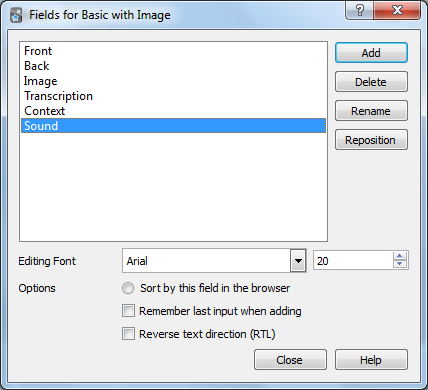 Fields for Basic with Image
?
Front
Back
Image
Transcription
Context
Sound
Add
Delete
Rename
Reposition
Editing Font
Arial
20
Options
Sort by this field in the browser
Remember last input when adding
Reverse text direction (RTL)
Close
Help